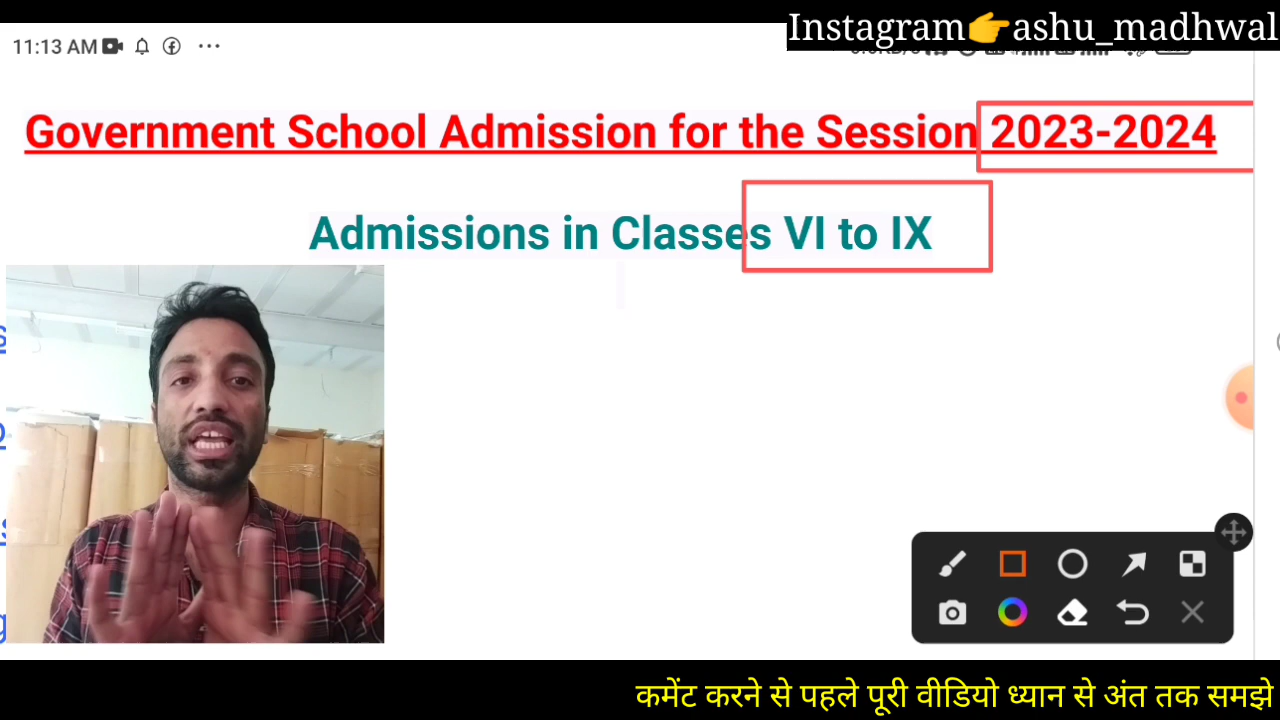 Instagram👉ashu_madhwal
11:13 AM
Government School Admission for the Session 2023-2024
Admissions in Classes VI to IX
कमेंट करने से पहले पूरी वीडियो ध्यान से अंत तक समझे